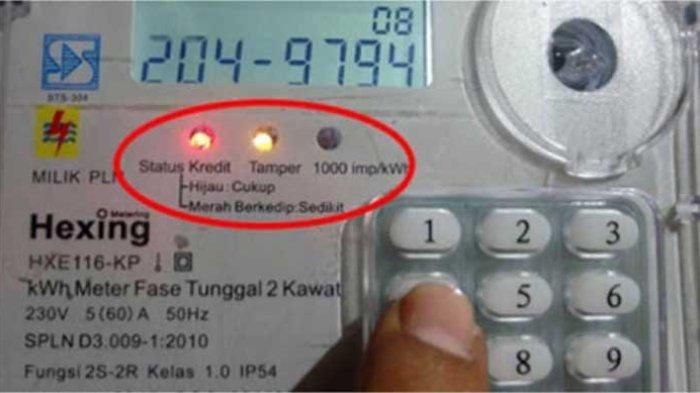 08
204-9794
STS-304
MILIK PLN
Status Kredit Tamper 1000 imp/kWh
Hijau : Cukup
Merah Berkedip:Sedikit
Metering
Hexing
HXE116-KP
kWh Meter Fase Tunggal 2 Kawat
230V 5(60)A 50Hz
SPLN D3.009-1:2010
Fungsi 2S-2R Kelas 1.0 IP54
1 2 3
5 6
8 9